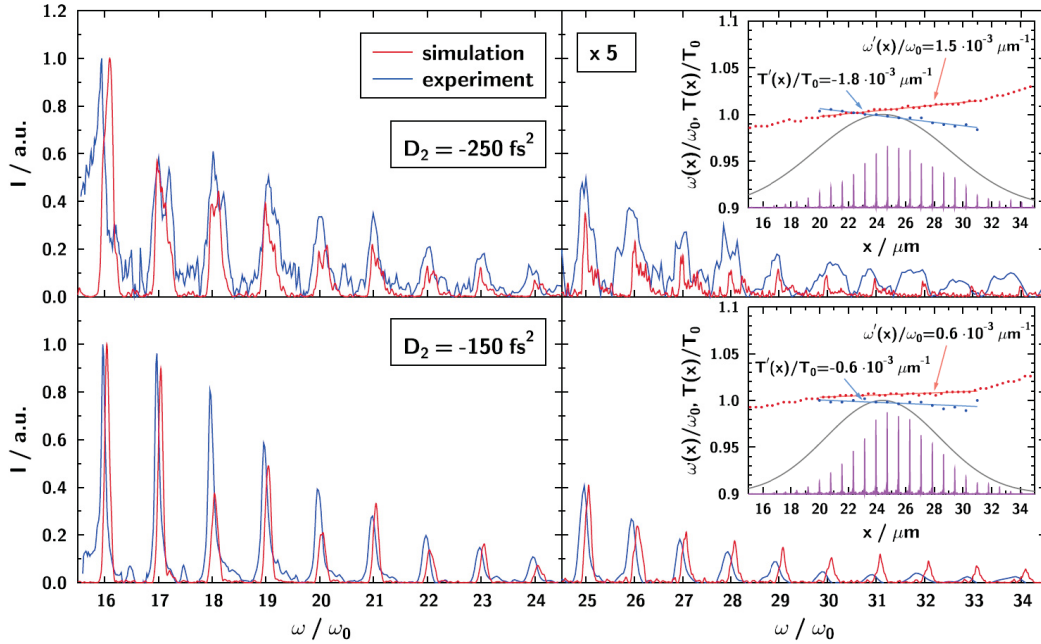 simulation
experiment
x 5
D₂ = -250 fs²
I / a.u.
1.0
0.8
0.6
0.4
0.2
0.0
ω(x)/ω₀, T(x)/T₀
1.1
1.05
1.0
0.95
0.9
ω′(x)/ω₀=1.5 ·10⁻³ μm⁻¹
T′(x)/T₀=-1.8 ·10⁻³ μm⁻¹
16 18 20 22 24 26 28 30 32 34
x / μm
D₂ = -150 fs²
I / a.u.
1.0
0.8
0.6
0.4
0.2
0.0
ω(x)/ω₀, T(x)/T₀
1.1
1.05
1.0
0.95
0.9
ω′(x)/ω₀=0.6 ·10⁻³ μm⁻¹
T′(x)/T₀=-0.6 ·10⁻³ μm⁻¹
16 18 20 22 24 26 28 30 32 34
x / μm
16 17 18 19 20 21 22 23 24 25 26 27 28 29 30 31 32 33 34
ω / ω₀ ω / ω₀